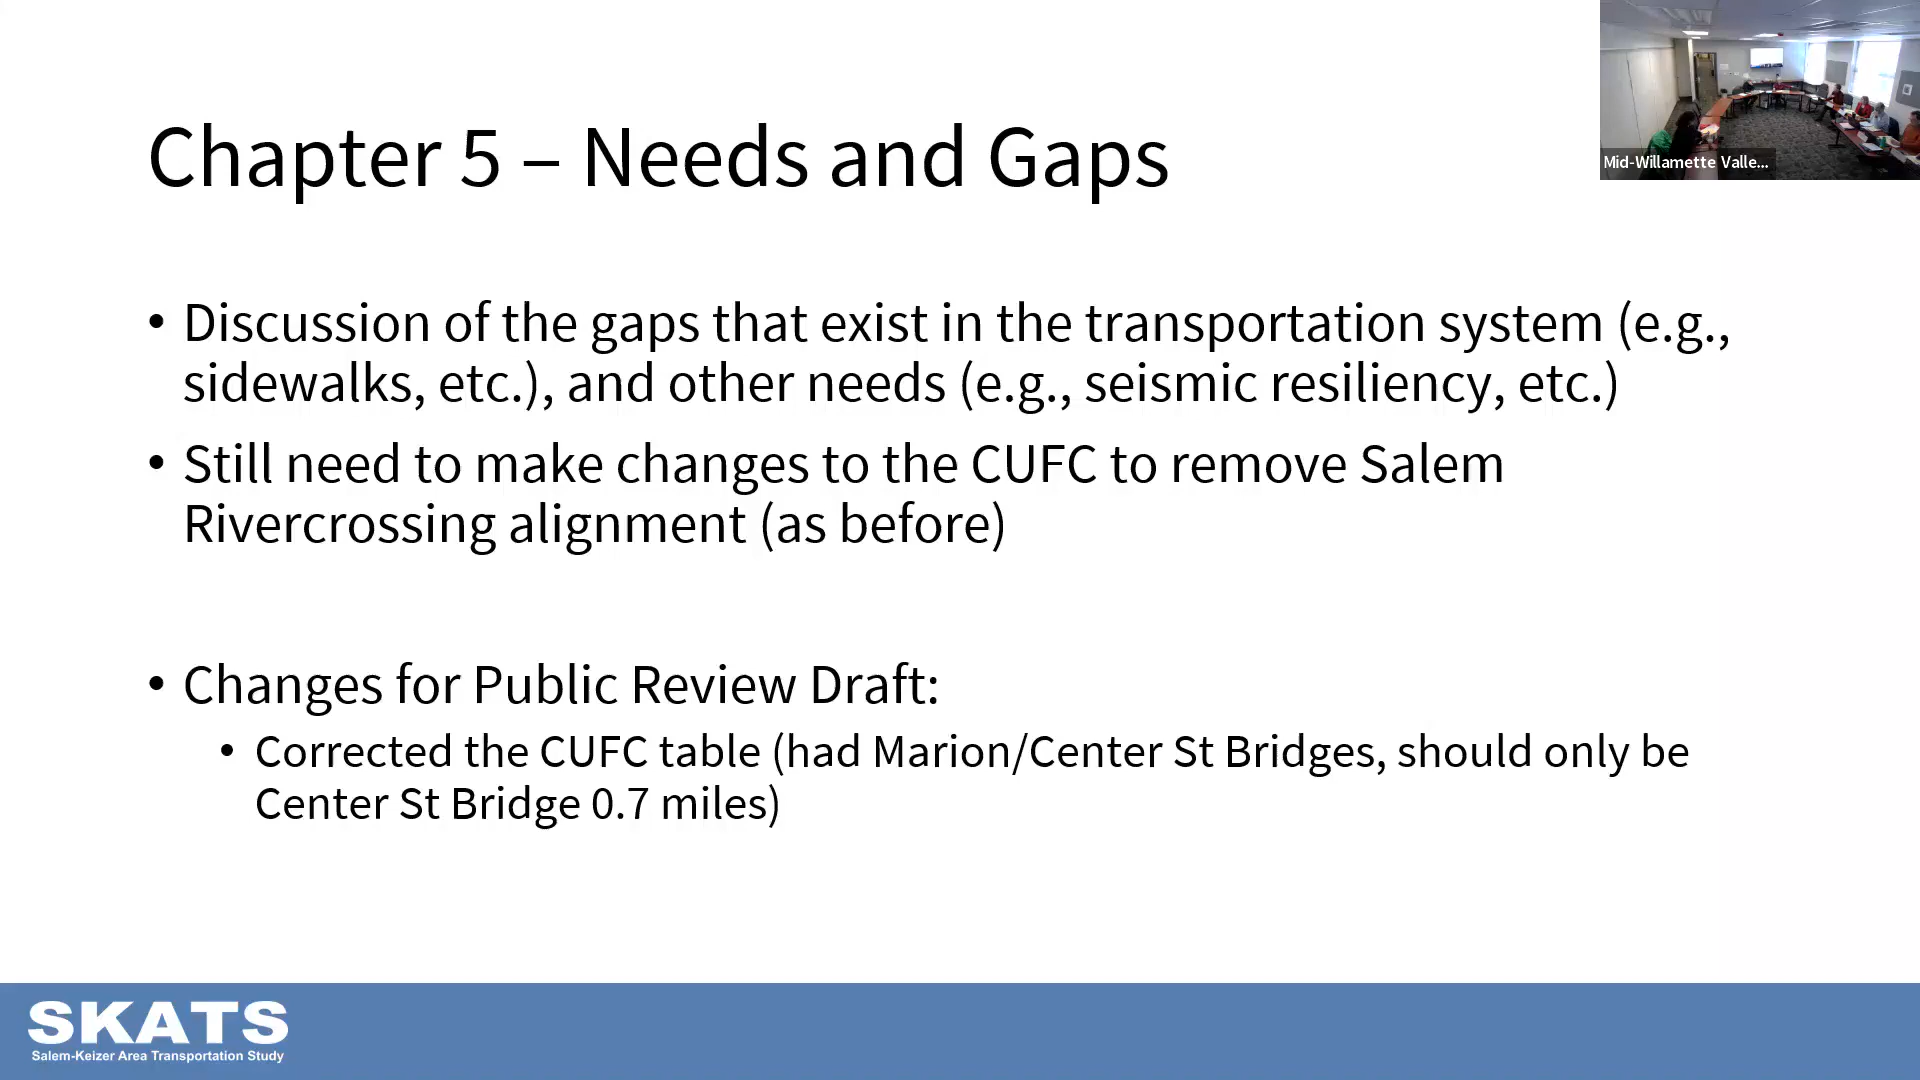 Chapter 5 – Needs and Gaps
Mid-Willamette Valle...
• Discussion of the gaps that exist in the transportation system (e.g.,
sidewalks, etc.), and other needs (e.g., seismic resiliency, etc.)
• Still need to make changes to the CUFC to remove Salem
Rivercrossing alignment (as before)
• Changes for Public Review Draft:
• Corrected the CUFC table (had Marion/Center St Bridges, should only be
Center St Bridge 0.7 miles)
SKATS
Salem-Keizer Area Transportation Study